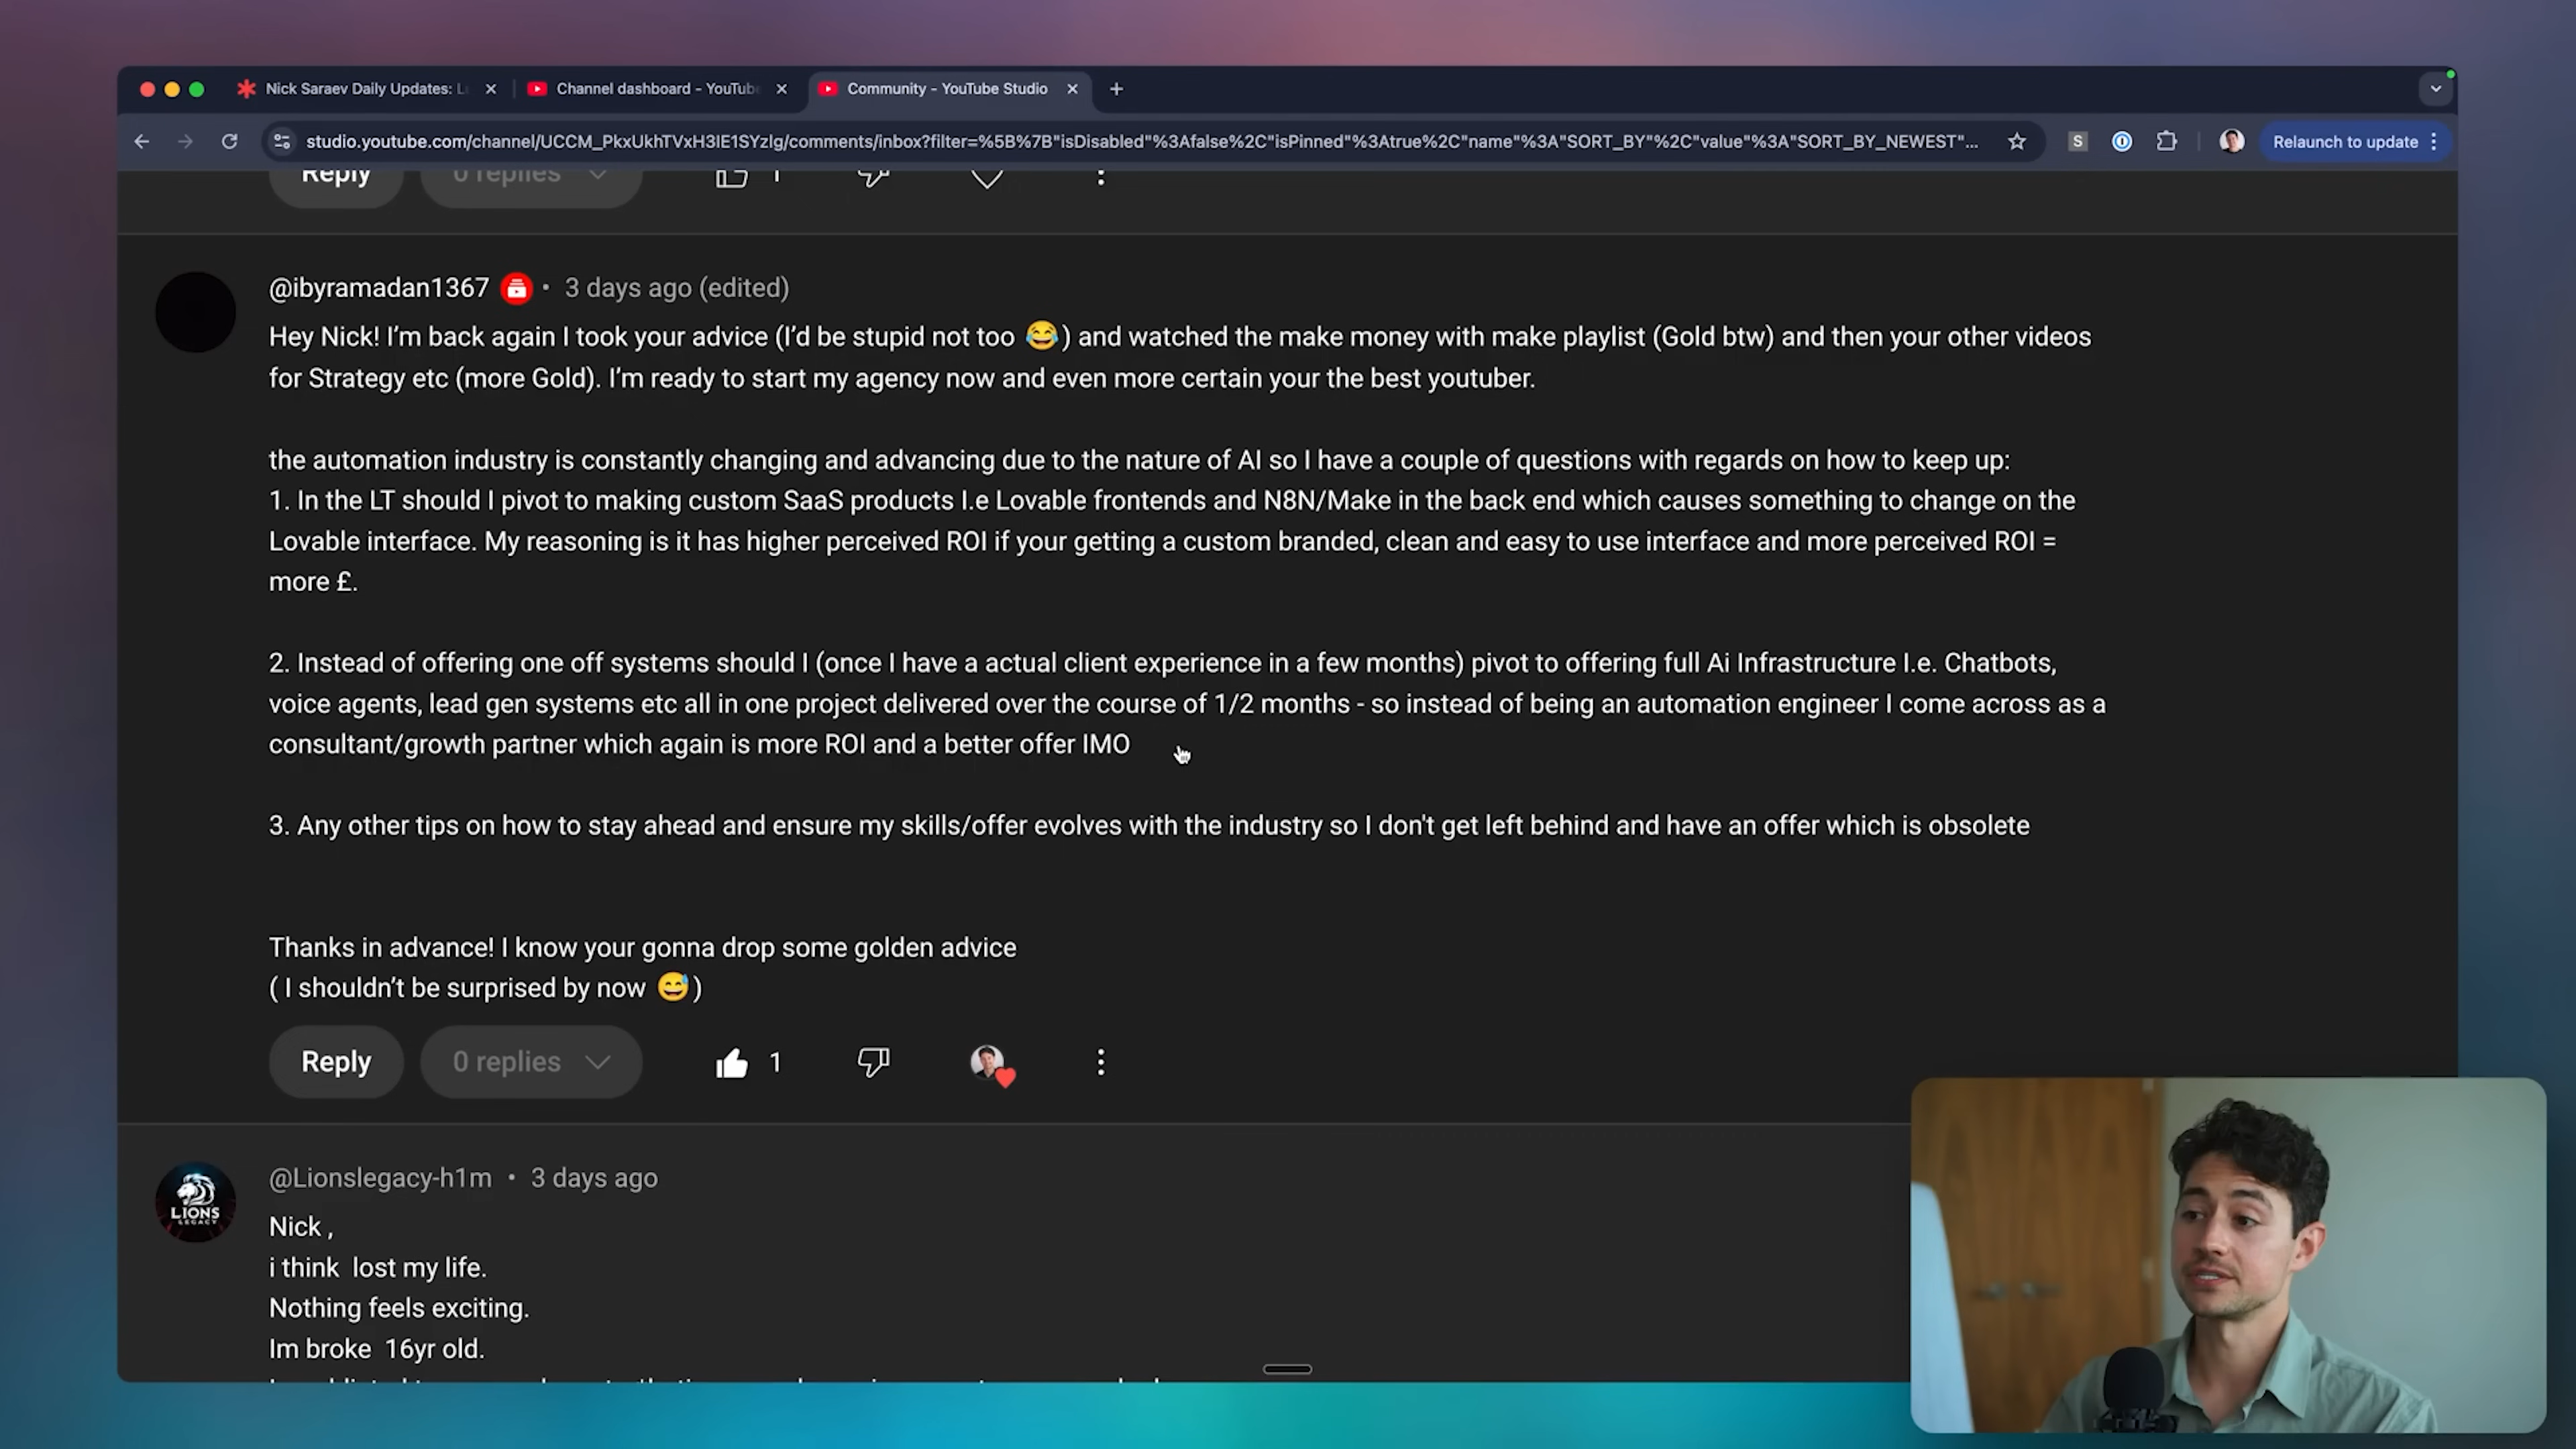 Nick Saraev Daily Updates: L
Channel dashboard - YouTube
Community - YouTube Studio
studio.youtube.com/channel/UCCM_PkxUkhTVxH3IE1SYzlg/comments/inbox?filter=%5B%7B"isDisabled"%3Afalse%2C"isPinned"%3Atrue%2C"name"%3A"SORT_BY"%2C"value"%3A"SORT_BY_NEWEST"...
S
Relaunch to update
Reply
0 replies
1
@ibyramadan1367 • 3 days ago (edited)
Hey Nick! I’m back again I took your advice (I’d be stupid not too 😂) and watched the make money with make playlist (Gold btw) and then your other videos
for Strategy etc (more Gold). I’m ready to start my agency now and even more certain your the best youtuber.
the automation industry is constantly changing and advancing due to the nature of AI so I have a couple of questions with regards on how to keep up:
1. In the LT should I pivot to making custom SaaS products I.e Lovable frontends and N8N/Make in the back end which causes something to change on the
Lovable interface. My reasoning is it has higher perceived ROI if your getting a custom branded, clean and easy to use interface and more perceived ROI =
more £.
2. Instead of offering one off systems should I (once I have a actual client experience in a few months) pivot to offering full Ai Infrastructure I.e. Chatbots,
voice agents, lead gen systems etc all in one project delivered over the course of 1/2 months - so instead of being an automation engineer I come across as a
consultant/growth partner which again is more ROI and a better offer IMO
3. Any other tips on how to stay ahead and ensure my skills/offer evolves with the industry so I don't get left behind and have an offer which is obsolete
Thanks in advance! I know your gonna drop some golden advice
( I shouldn’t be surprised by now 😅)
Reply
0 replies
1
@Lionslegacy-h1m • 3 days ago
LIONS
LEGACY
Nick ,
i think lost my life.
Nothing feels exciting.
Im broke 16yr old.